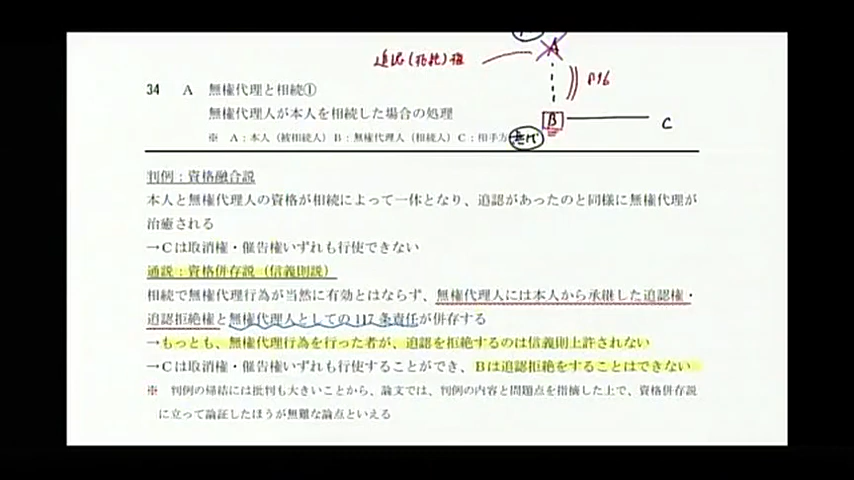 追認(拒絶)権
A
896
34 A 無権代理と相続①
無権代理人が本人を相続した場合の処理
B
C
※ A:本人(被相続人) B:無権代理人(相続人) C:相手方
無代
判例:資格融合説
本人と無権代理人の資格が相続によって一体となり、追認があったのと同様に無権代理が
治癒される
→Cは取消権・催告権いずれも行使できない
通説:資格併存説(信義則説)
相続で無権代理行為が当然に有効とはならず、無権代理人には本人から承継した追認権・
追認拒絶権と無権代理人としての117条責任が併存する
→もっとも、無権代理行為を行った者が、追認を拒絶するのは信義則上許されない
→Cは取消権・催告権いずれも行使することができ、Bは追認拒絶をすることはできない
※ 判例の帰結には批判も大きいことから、論文では、判例の内容と問題点を指摘した上で、資格併存説
に立って論証したほうが無難な論点といえる